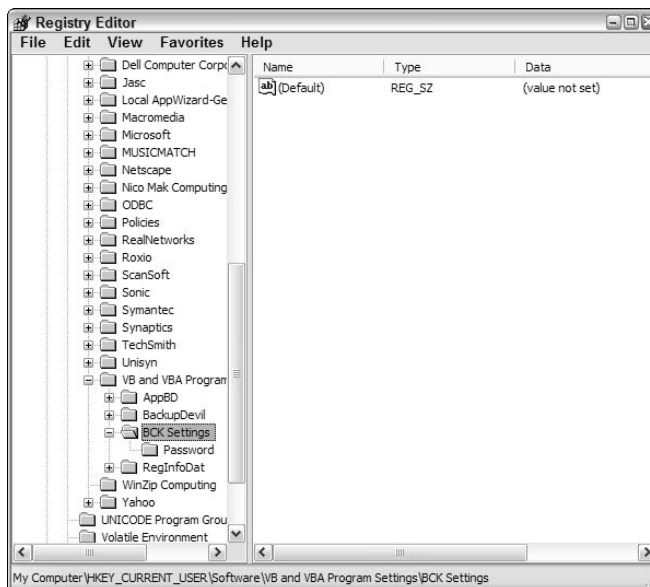 Registry Editor
File Edit View Favorites Help
Dell Computer Corpo
Jasc
Local AppWizard-Ge
Macromedia
Microsoft
MUSICMATCH
Netscape
Nico Mak Computing
ODBC
Policies
RealNetworks
Roxio
ScanSoft
Sonic
Symantec
Synaptics
TechSmith
Unisyn
VB and VBA Program
AppBD
BackupDevil
BCK Settings
Password
RegInfoDat
WinZip Computing
Yahoo
UNICODE Program Grou
Volatile Environment
Name Type Data
ab (Default) REG_SZ (value not set)
My Computer\HKEY_CURRENT_USER\Software\VB and VBA Program Settings\BCK Settings